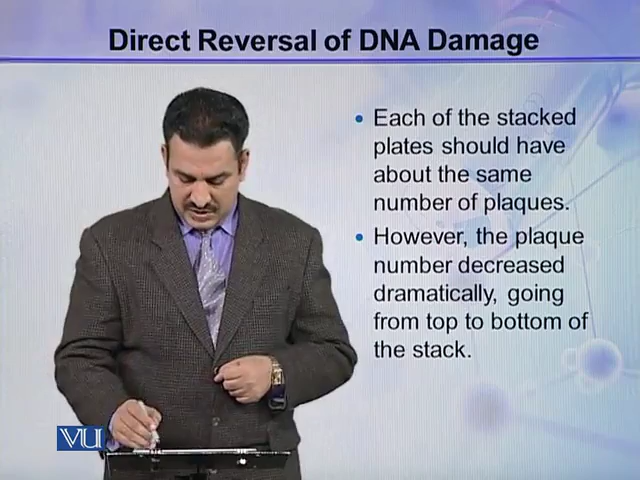 Direct Reversal of DNA Damage
• Each of the stacked
plates should have
about the same
number of plaques.
• However, the plaque
number decreased
dramatically, going
from top to bottom of
the stack.
VU